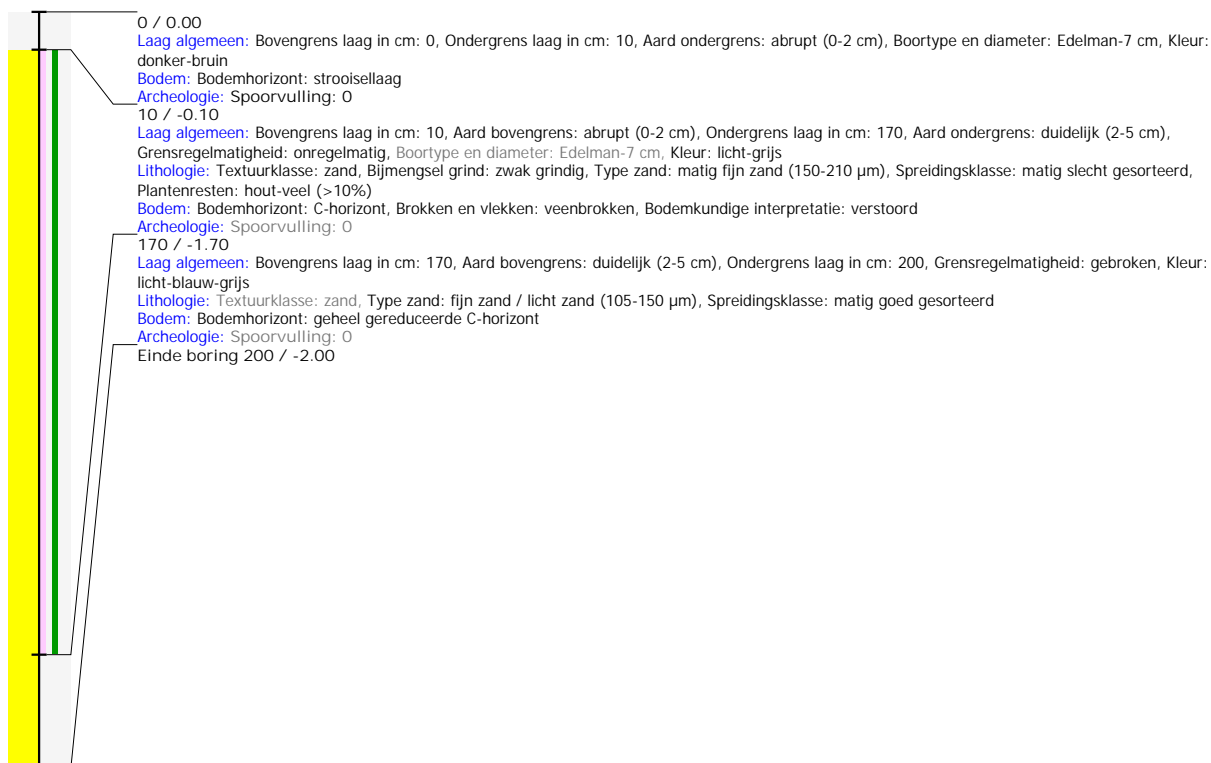 0 / 0.00
Laag algemeen: Bovengrens laag in cm: 0, Ondergrens laag in cm: 10, Aard ondergrens: abrupt (0-2 cm), Boortype en diameter: Edelman-7 cm, Kleur:
donker-bruin
Bodem: Bodemhorizont: strooisellaag
Archeologie: Spoorvulling: 0
10 / -0.10
Laag algemeen: Bovengrens laag in cm: 10, Aard bovengrens: abrupt (0-2 cm), Ondergrens laag in cm: 170, Aard ondergrens: duidelijk (2-5 cm),
Grensregelmatigheid: onregelmatig, Boortype en diameter: Edelman-7 cm, Kleur: licht-grijs
Lithologie: Textuurklasse: zand, Bijmengsel grind: zwak grindig, Type zand: matig fijn zand (150-210 µm), Spreidingsklasse: matig slecht gesorteerd,
Plantenresten: hout-veel (>10%)
Bodem: Bodemhorizont: C-horizont, Brokken en vlekken: veenbrokken, Bodemkundige interpretatie: verstoord
Archeologie: Spoorvulling: 0
170 / -1.70
Laag algemeen: Bovengrens laag in cm: 170, Aard bovengrens: duidelijk (2-5 cm), Ondergrens laag in cm: 200, Grensregelmatigheid: gebroken, Kleur:
licht-blauw-grijs
Lithologie: Textuurklasse: zand, Type zand: fijn zand / licht zand (105-150 µm), Spreidingsklasse: matig goed gesorteerd
Bodem: Bodemhorizont: geheel gereduceerde C-horizont
Archeologie: Spoorvulling: 0
Einde boring 200 / -2.00